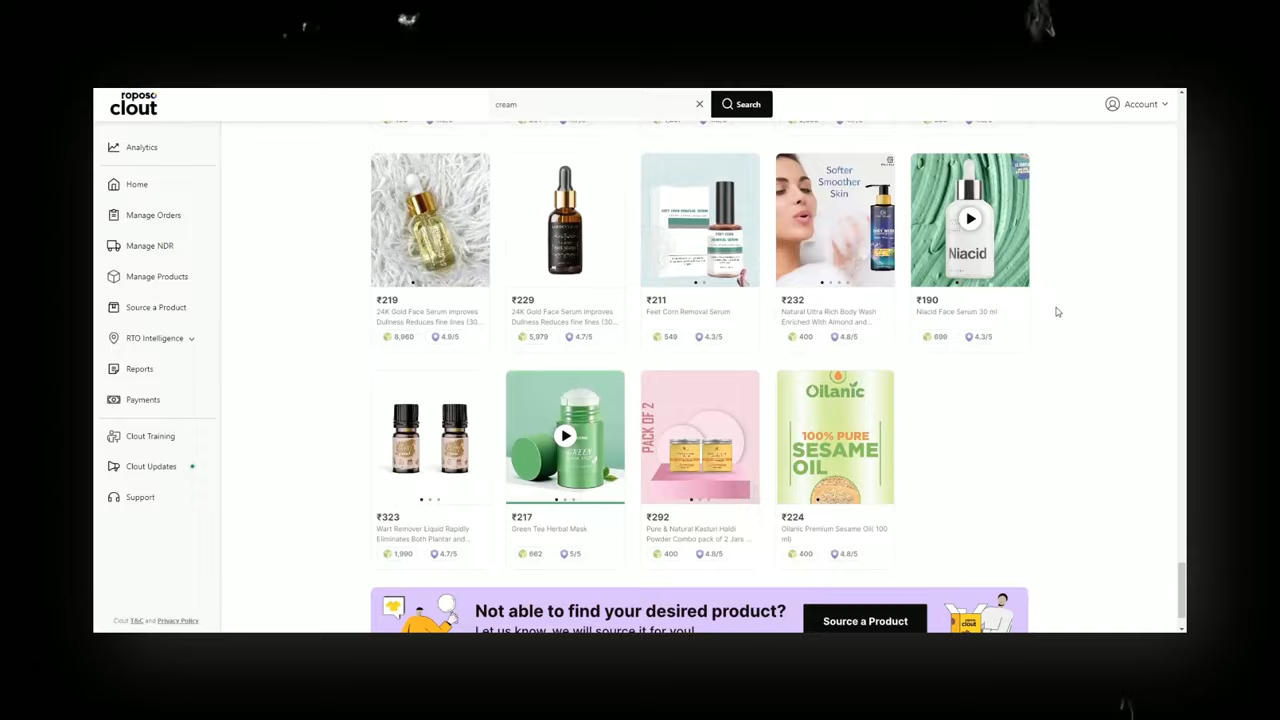 roposo
clout
cream
Search
Account
Analytics
Home
Manage Orders
Manage NDR
Manage Products
Source a Product
RTO Intelligence
Reports
Payments
Clout Training
Clout Updates
Support
Clout T&C and Privacy Policy
Softer
Smoother
Skin
Niacid
₹219
24K Gold Face Serum improves
Dullness Reduces fine lines (30...
8,960 4.9/5
₹229
24K Gold Face Serum improves
Dullness Reduces fine lines (30...
5,979 4.7/5
₹211
Feet Corn Removal Serum
549 4.3/5
₹232
Natural Ultra Rich Body Wash
Enriched With Almond and...
400 4.8/5
₹190
Niacid Face Serum 30 ml
699 4.3/5
GREEN
PACK OF 2
Oilanic
100% PURE
SESAME
OIL
₹323
Wart Remover Liquid Rapidly
Eliminates Both Plantar and...
1,990 4.7/5
₹217
Green Tea Herbal Mask
662 5/5
₹292
Pure & Natural Kasturi Haldi
Powder Combo pack of 2 Jars ...
400 4.8/5
₹224
Oilanic Premium Sesame Oil( 100
ml)
400 4.8/5
Not able to find your desired product?
Let us know, we will source it for you!
Source a Product
clout